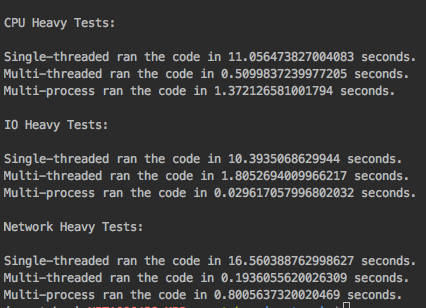 CPU Heavy Tests:
Single-threaded ran the code in 11.056473827004083 seconds.
Multi-threaded ran the code in 0.5099837239977205 seconds.
Multi-process ran the code in 1.372126581001794 seconds.
IO Heavy Tests:
Single-threaded ran the code in 10.3935068629944 seconds.
Multi-threaded ran the code in 1.8052694009966217 seconds.
Multi-process ran the code in 0.029617057996802032 seconds.
Network Heavy Tests:
Single-threaded ran the code in 16.560388762998627 seconds.
Multi-threaded ran the code in 0.1936055620026309 seconds.
Multi-process ran the code in 0.8005637320020469 seconds.